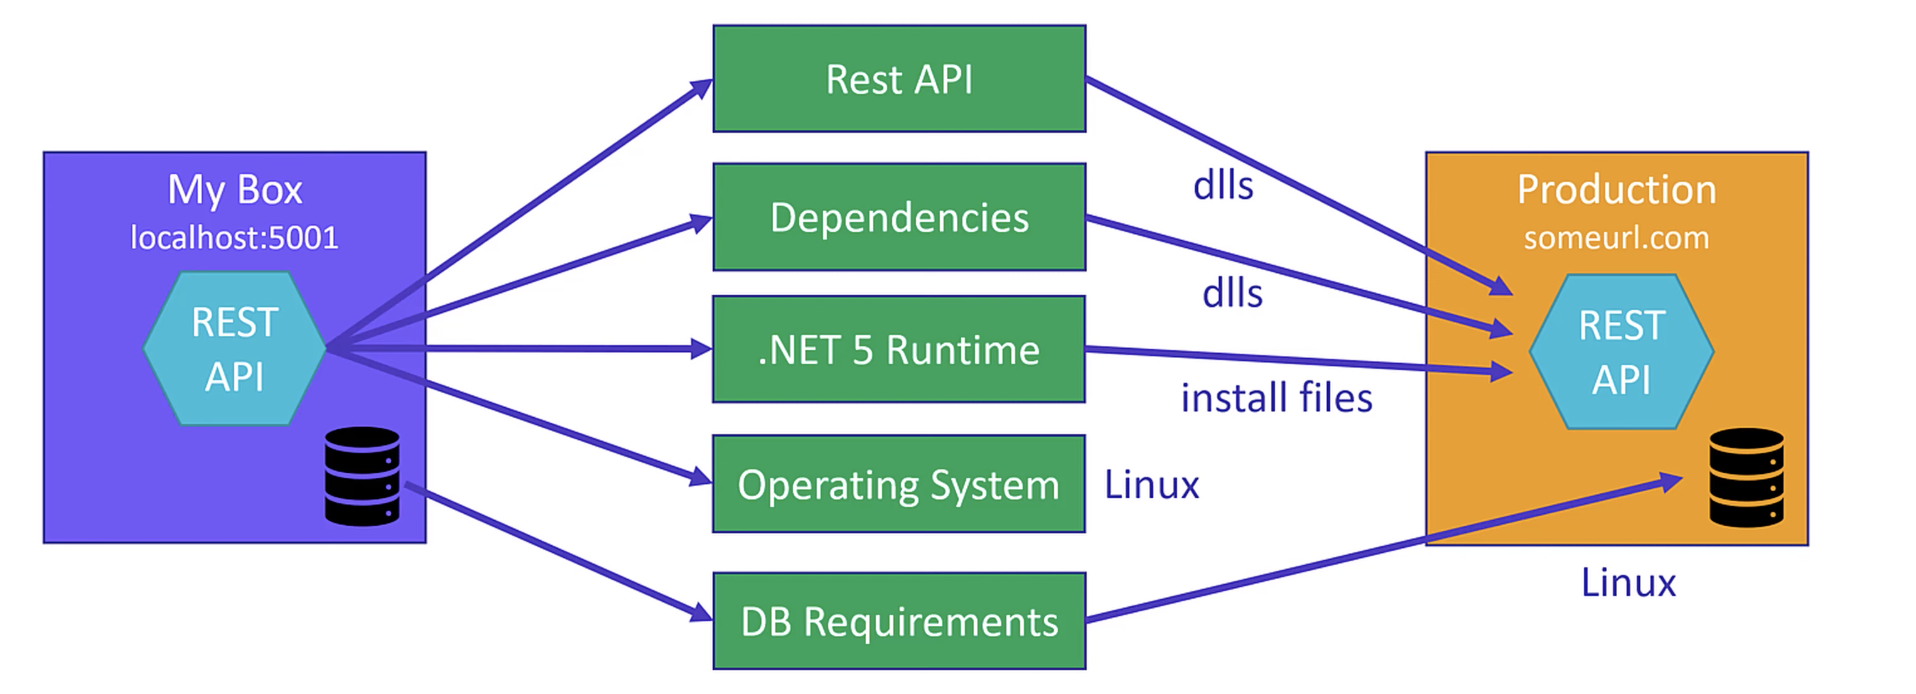 My Box
localhost:5001
REST
API
Rest API
Dependencies
.NET 5 Runtime
Operating System
DB Requirements
dlls
dlls
install files
Linux
Production
someurl.com
REST
API
Linux